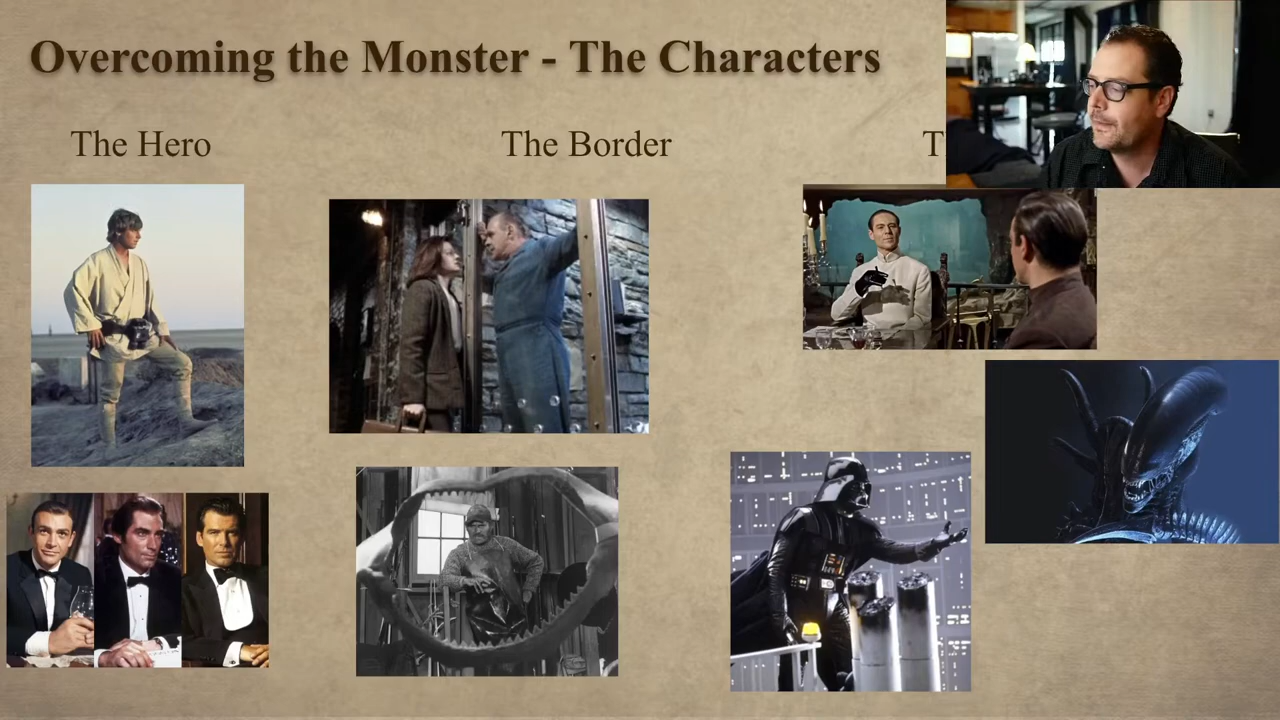 Overcoming the Monster - The Characters
The Hero
The Border
T